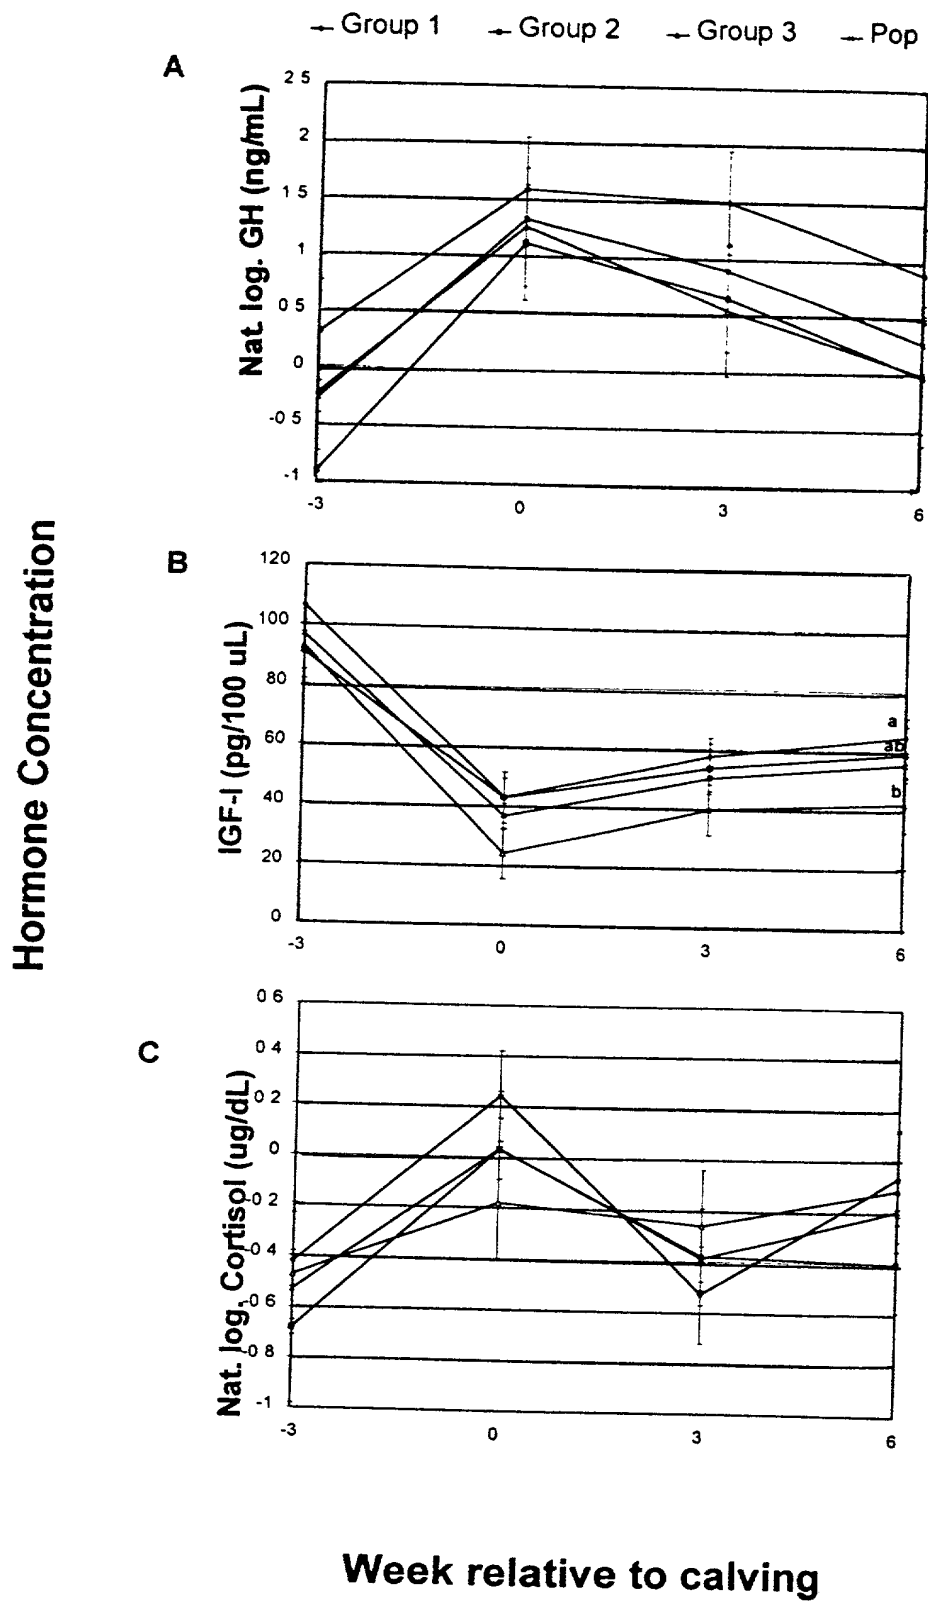 Group 1 Group 2 Group 3 Pop
A
Nat. log. GH (ng/mL)
2 5
2
1 5
1
0 5
0
-0 5
-1
-3 0 3 6
Hormone Concentration
B
IGF-I (pg/100 uL)
120
100
80
60
40
20
0
a
ab
b
-3 0 3 6
C
Nat. log. Cortisol (ug/dL)
0 6
0 4
0 2
0
-0 2
-0 4
-0 6
-0 8
-1
-3 0 3 6
Week relative to calving